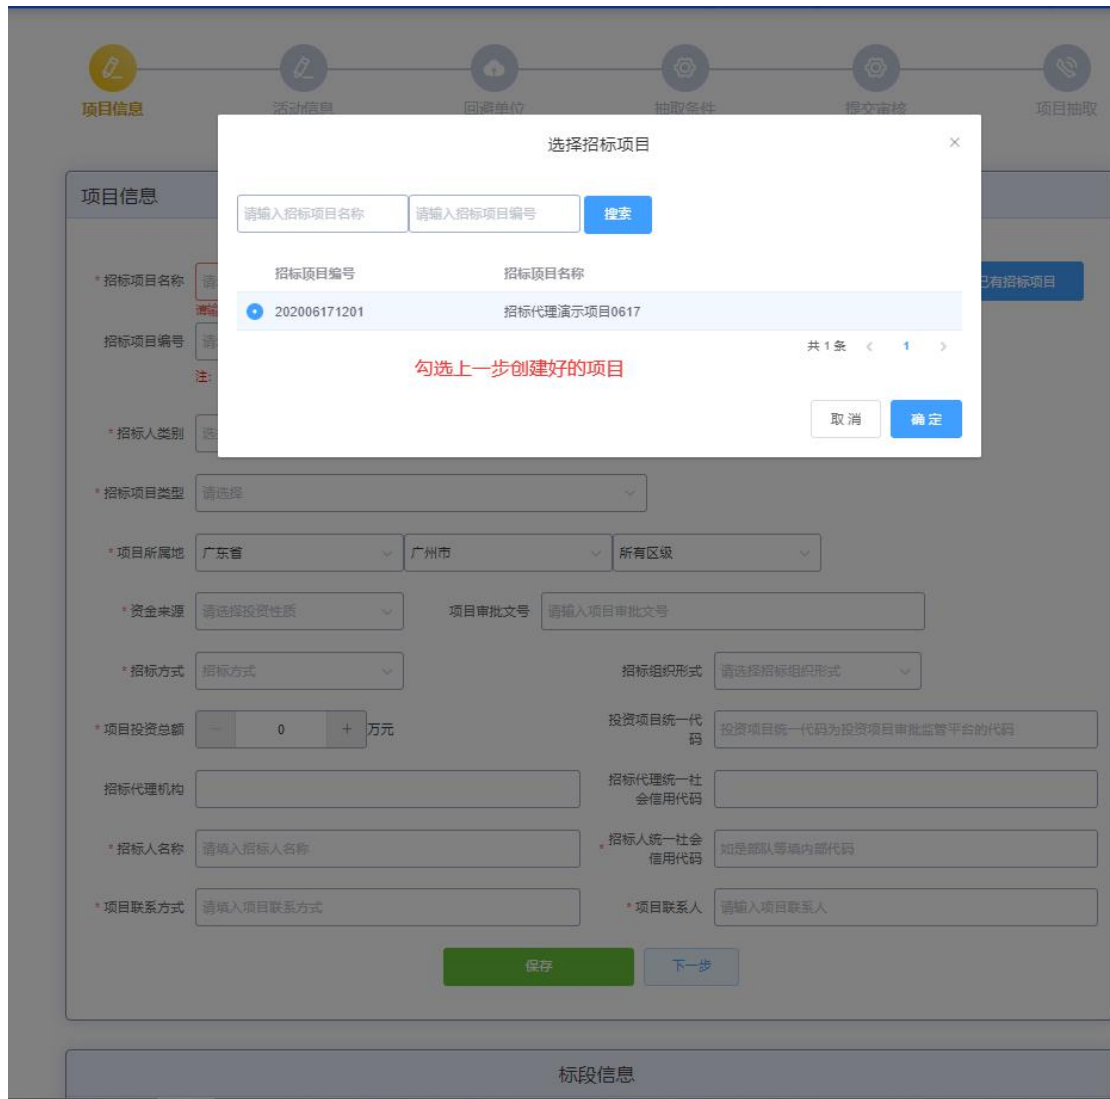 项目信息
活动信息
回避单位
抽取条件
提交审核
项目抽取
选择招标项目
项目信息
请输入招标项目名称
请输入招标项目编号
搜索
* 招标项目名称
已有招标项目
招标项目编号
招标项目名称
202006171201
招标代理演示项目0617
招标项目编号
共 1 条
1
勾选上一步创建好的项目
注:
取 消
确 定
* 招标人类别
* 招标项目类型
请选择
* 项目所属地
广东省
广州市
所有区级
* 资金来源
请选择投资性质
项目审批文号
请输入项目审批文号
* 招标方式
招标方式
招标组织形式
请选择招标组织形式
* 项目投资总额
0
万元
投资项目统一代
码
投资项目统一代码为投资项目审批监管平台的代码
招标代理机构
招标代理统一社
会信用代码
* 招标人名称
请填入招标人名称
* 招标人统一社会
信用代码
如是部队等填内部代码
* 项目联系方式
请填入项目联系方式
* 项目联系人
请输入项目联系人
保存
下一步
标段信息